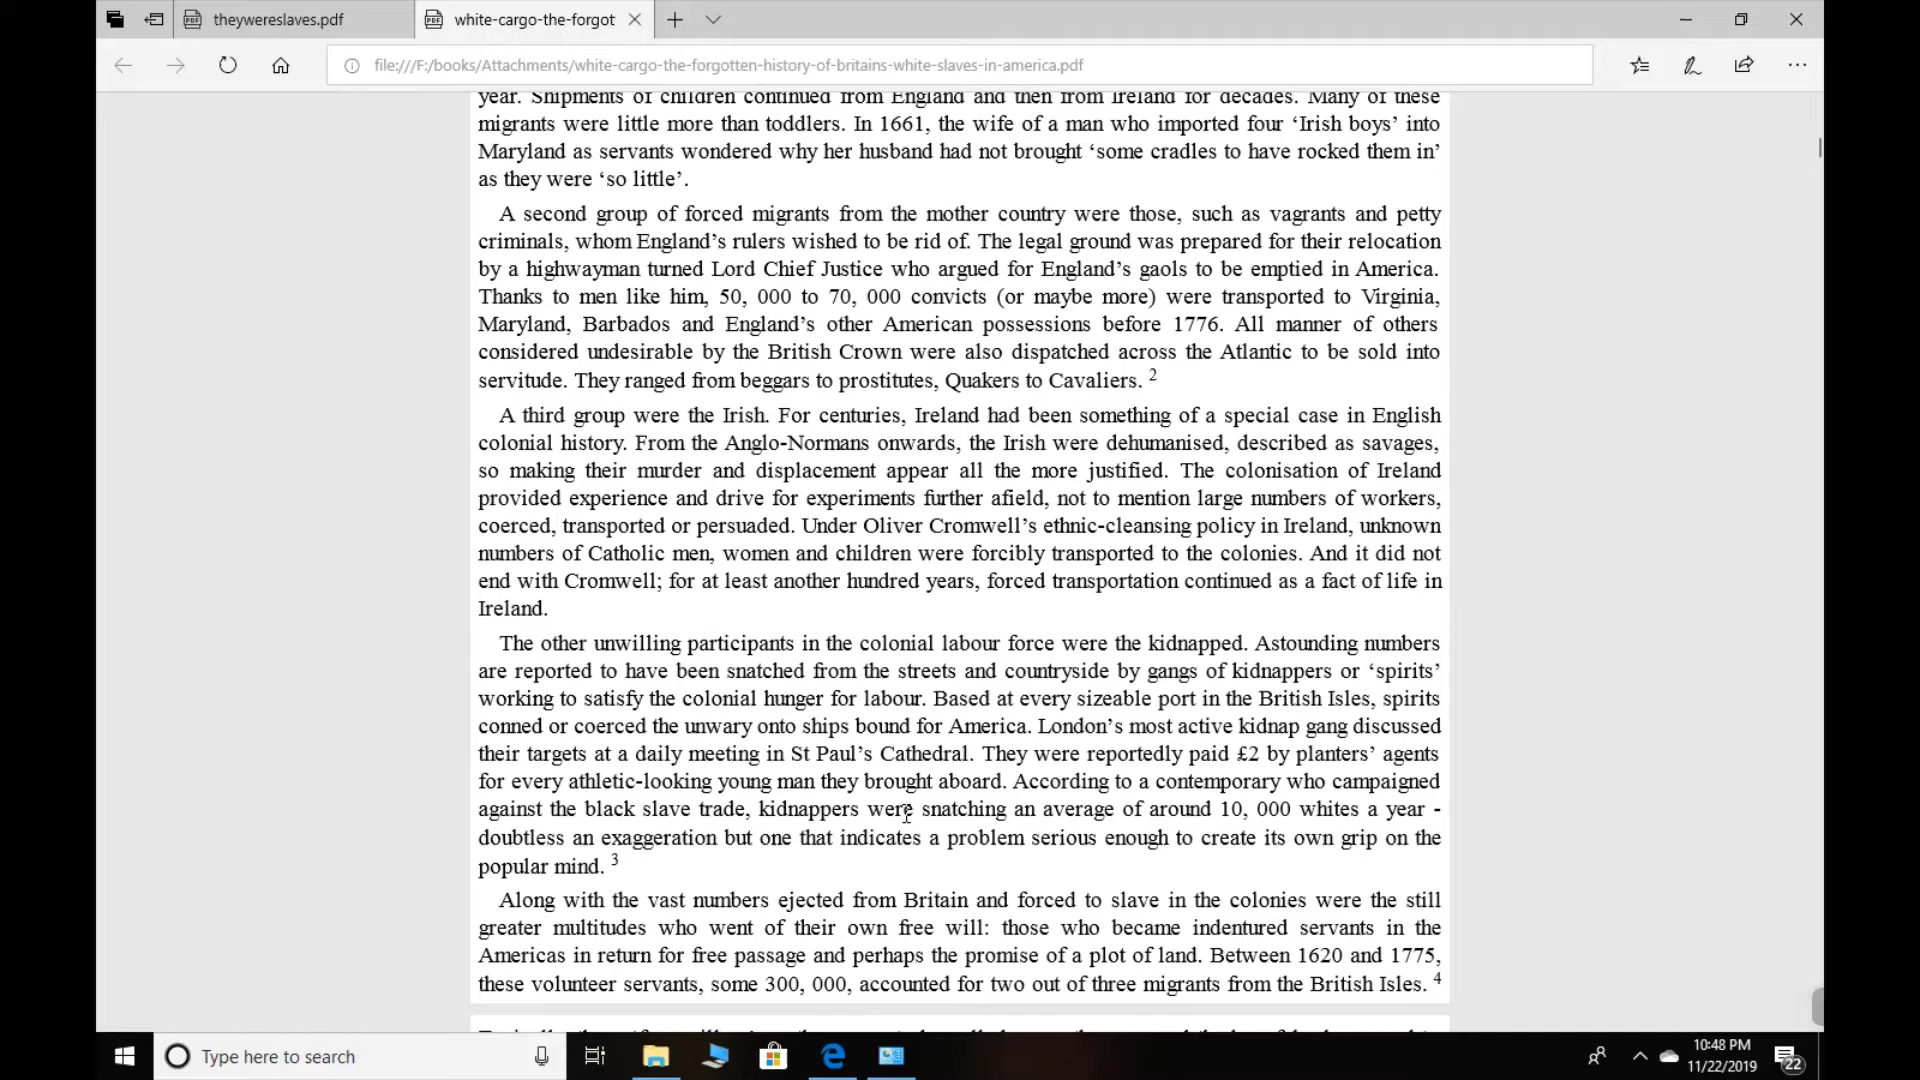 theywereslaves.pdf
white-cargo-the-forgot
file:///F:/books/Attachments/white-cargo-the-forgotten-history-of-britains-white-slaves-in-america.pdf
year. Shipments of children continued from England and then from Ireland for decades. Many of these
migrants were little more than toddlers. In 1661, the wife of a man who imported four ‘Irish boys’ into
Maryland as servants wondered why her husband had not brought ‘some cradles to have rocked them in’
as they were ‘so little’.
A second group of forced migrants from the mother country were those, such as vagrants and petty
criminals, whom England’s rulers wished to be rid of. The legal ground was prepared for their relocation
by a highwayman turned Lord Chief Justice who argued for England’s gaols to be emptied in America.
Thanks to men like him, 50, 000 to 70, 000 convicts (or maybe more) were transported to Virginia,
Maryland, Barbados and England’s other American possessions before 1776. All manner of others
considered undesirable by the British Crown were also dispatched across the Atlantic to be sold into
servitude. They ranged from beggars to prostitutes, Quakers to Cavaliers. 2
A third group were the Irish. For centuries, Ireland had been something of a special case in English
colonial history. From the Anglo-Normans onwards, the Irish were dehumanised, described as savages,
so making their murder and displacement appear all the more justified. The colonisation of Ireland
provided experience and drive for experiments further afield, not to mention large numbers of workers,
coerced, transported or persuaded. Under Oliver Cromwell’s ethnic-cleansing policy in Ireland, unknown
numbers of Catholic men, women and children were forcibly transported to the colonies. And it did not
end with Cromwell; for at least another hundred years, forced transportation continued as a fact of life in
Ireland.
The other unwilling participants in the colonial labour force were the kidnapped. Astounding numbers
are reported to have been snatched from the streets and countryside by gangs of kidnappers or ‘spirits’
working to satisfy the colonial hunger for labour. Based at every sizeable port in the British Isles, spirits
conned or coerced the unwary onto ships bound for America. London’s most active kidnap gang discussed
their targets at a daily meeting in St Paul’s Cathedral. They were reportedly paid £2 by planters’ agents
for every athletic-looking young man they brought aboard. According to a contemporary who campaigned
against the black slave trade, kidnappers were snatching an average of around 10, 000 whites a year -
doubtless an exaggeration but one that indicates a problem serious enough to create its own grip on the
popular mind. 3
Along with the vast numbers ejected from Britain and forced to slave in the colonies were the still
greater multitudes who went of their own free will: those who became indentured servants in the
Americas in return for free passage and perhaps the promise of a plot of land. Between 1620 and 1775,
these volunteer servants, some 300, 000, accounted for two out of three migrants from the British Isles. 4
Type here to search
10:48 PM
11/22/2019
22